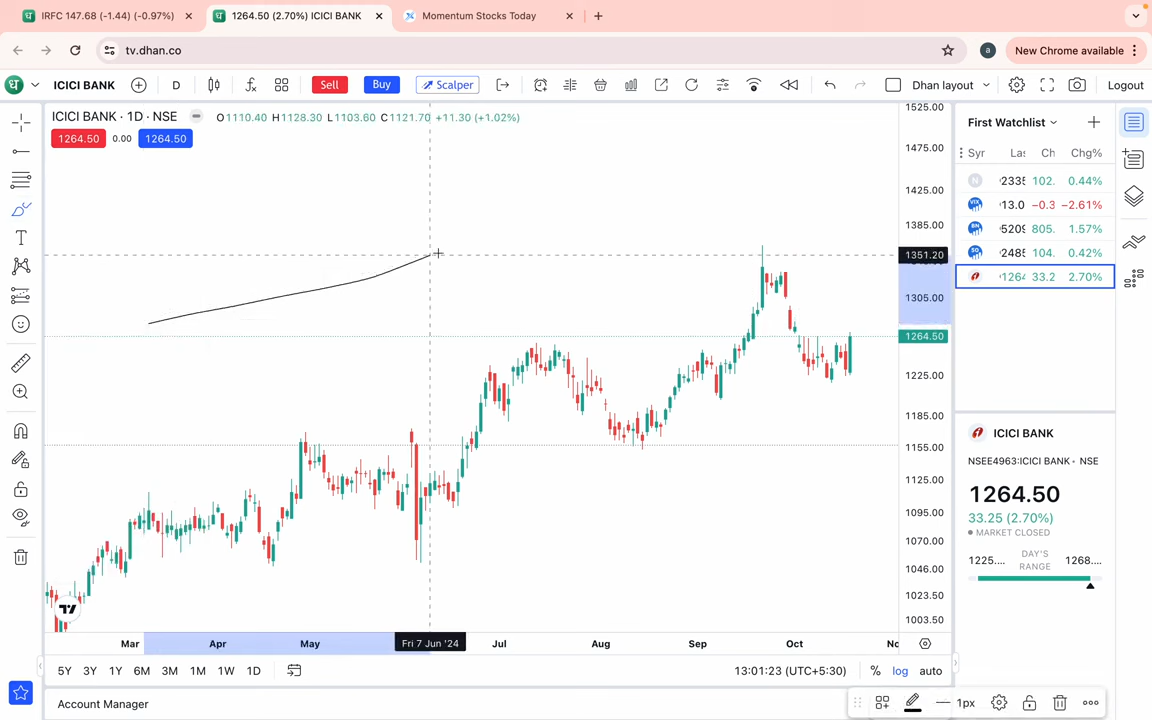 IRFC 147.68 (-1.44) (-0.97%)
1264.50 (2.70%) ICICI BANK
Momentum Stocks Today
tv.dhan.co
a
New Chrome available
ICICI BANK
D
Sell
Buy
Scalper
Dhan layout
Logout
ICICI BANK · 1D · NSE
O1110.40 H1128.30 L1103.60 C1121.70 +11.30 (+1.02%)
1264.50 0.00 1264.50
1525.00
1475.00
1425.00
1385.00
1351.20
1305.00
1264.50
1225.00
1185.00
1155.00
1125.00
1095.00
1070.00
1046.00
1023.50
1003.50
Mar
Apr
May
Fri 7 Jun '24
Jul
Aug
Sep
Oct
5Y 3Y 1Y 6M 3M 1M 1W 1D
13:01:23 (UTC+5:30)
% log auto
Account Manager
1px
First Watchlist
Syr Las Ch Chg%
N 2335 102. 0.44%
13.0 −0.3 −2.61%
5209 805. 1.57%
2485 104. 0.42%
1264 33.2 2.70%
ICICI BANK
NSEE4963:ICICI BANK · NSE
1264.50
33.25 (2.70%)
MARKET CLOSED
1225.... DAY'S RANGE 1268....